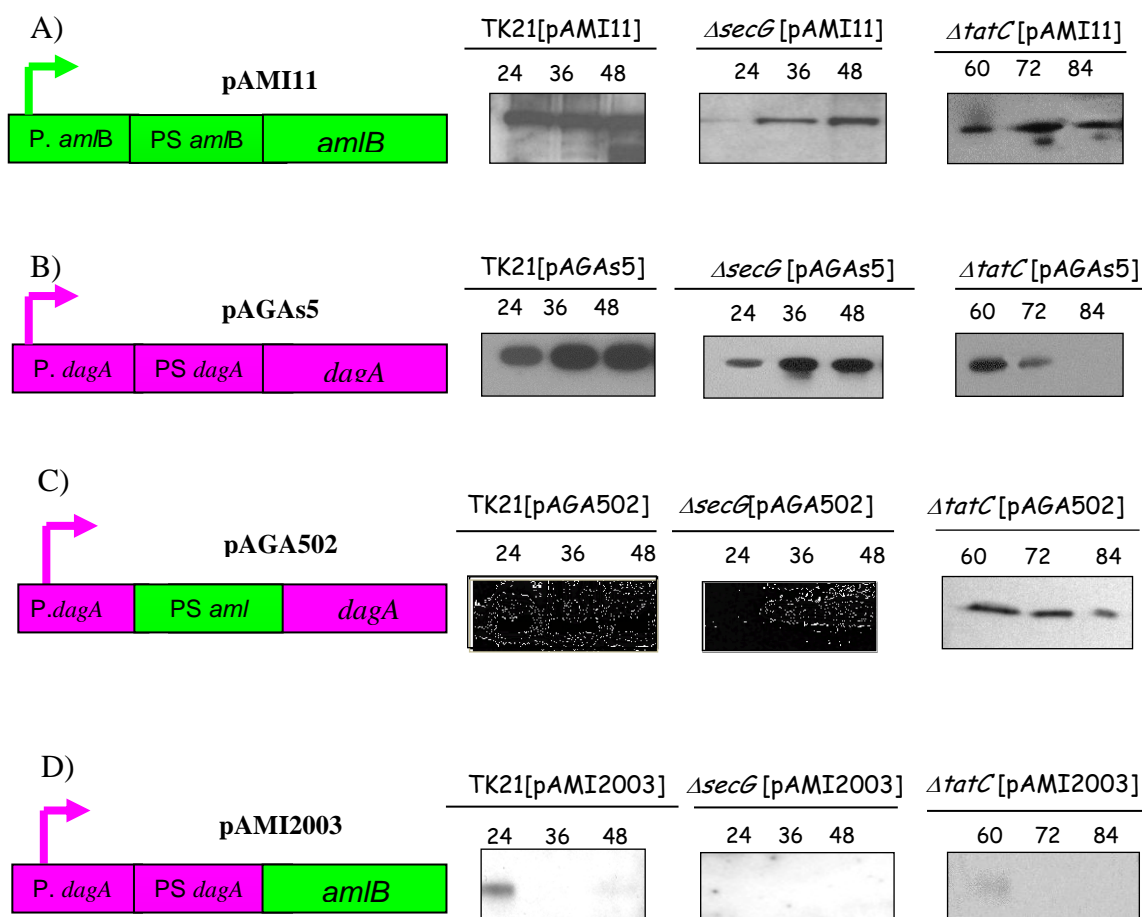 A)
TK21[pAMI11]
ΔsecG [pAMI11]
ΔtatC [pAMI11]
24 36 48
24 36 48
60 72 84
pAMI11
P. amlB PS amlB amlB
B)
TK21[pAGAs5]
ΔsecG [pAGAs5]
ΔtatC [pAGAs5]
24 36 48
24 36 48
60 72 84
pAGAs5
P. dagA PS dagA dagA
C)
TK21[pAGA502]
ΔsecG[pAGA502]
ΔtatC [pAGA502]
24 36 48
24 36 48
60 72 84
pAGA502
P.dagA PS aml dagA
D)
TK21[pAMI2003]
ΔsecG [pAMI2003]
ΔtatC [pAMI2003]
24 36 48
24 36 48
60 72 84
pAMI2003
P. dagA PS dagA amlB